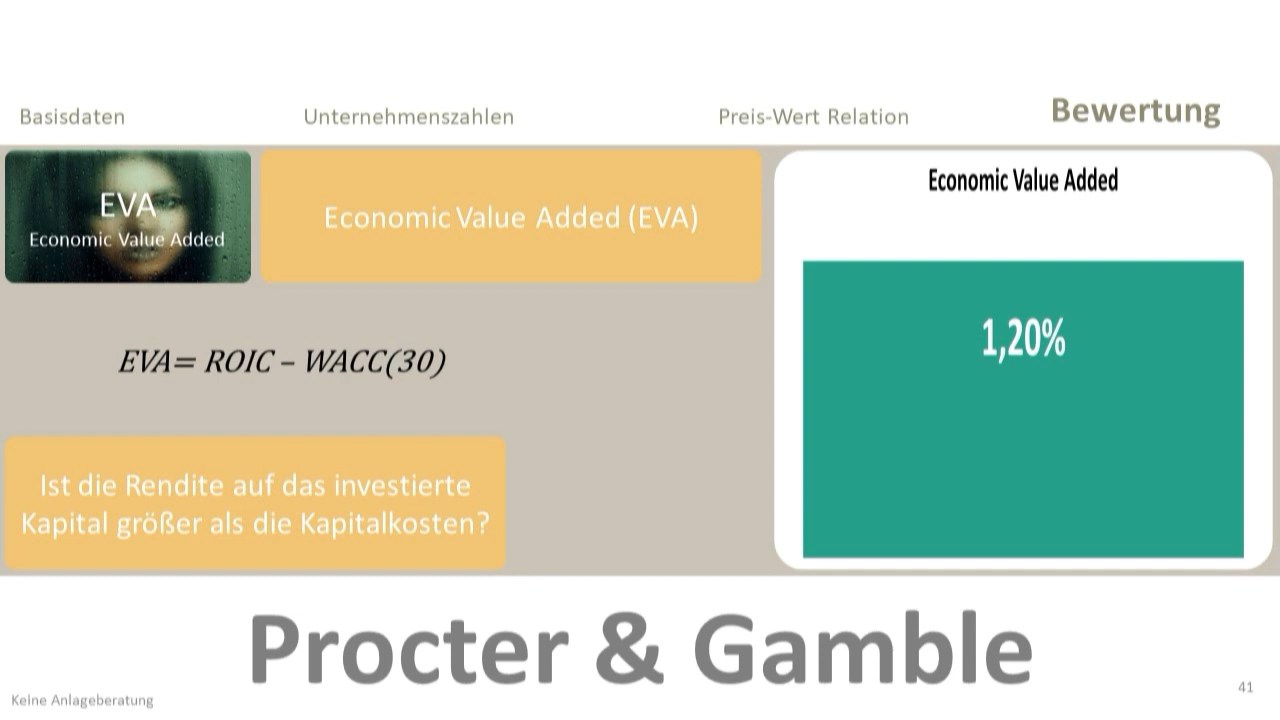 Basisdaten
Unternehmenszahlen
Preis-Wert Relation
Bewertung
EVA
Economic Value Added
Economic Value Added (EVA)
Economic Value Added
1,20%
EVA= ROIC – WACC(30)
Ist die Rendite auf das investierte
Kapital größer als die Kapitalkosten?
Procter & Gamble
Keine Anlageberatung
41